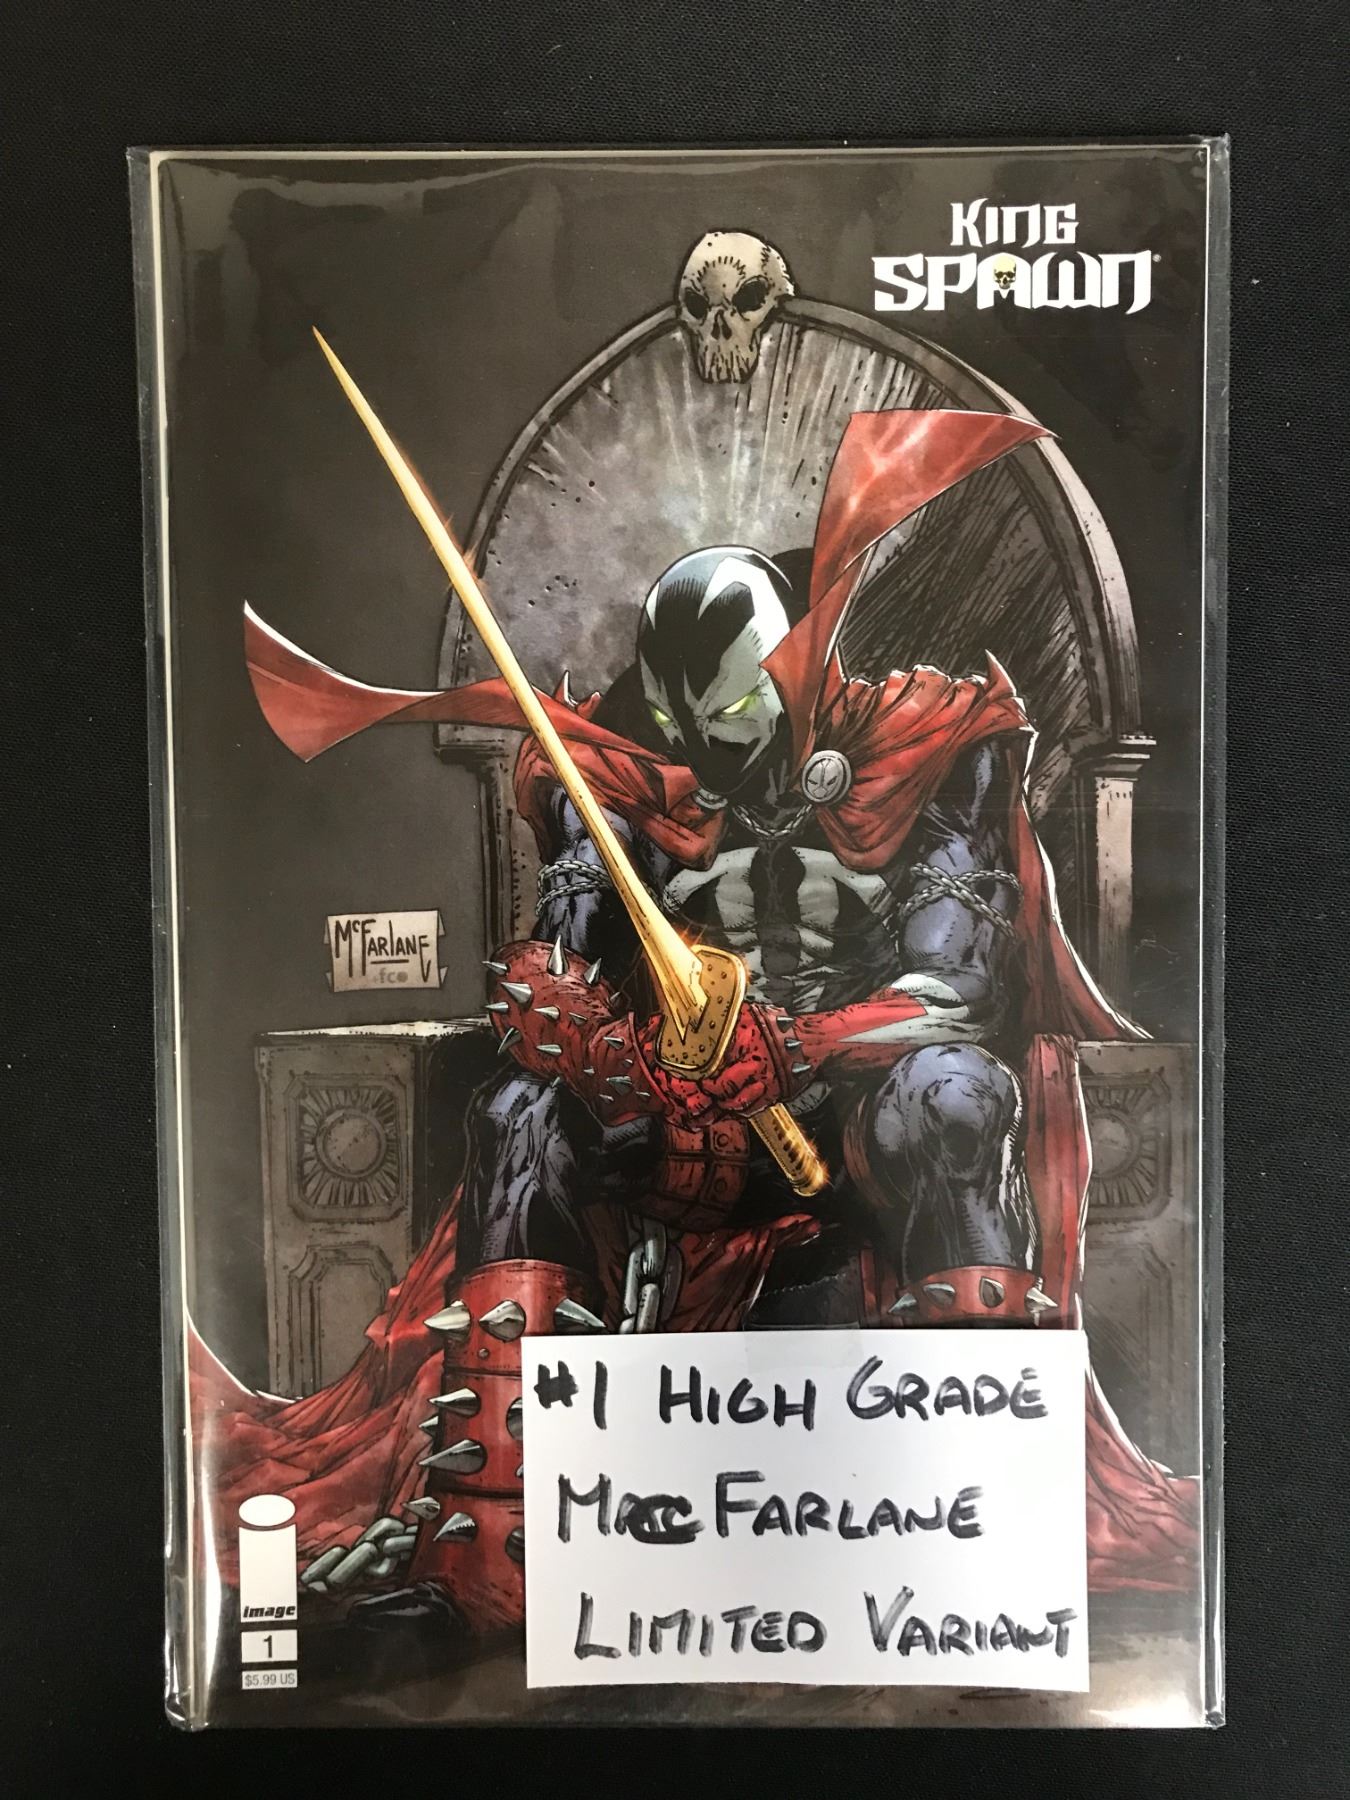 KING
SPAWN®
McFARLANE
.fco
#1 HIGH GRADE
MacFARLANE
LIMITED VARIANT
image
1
$5.99 US